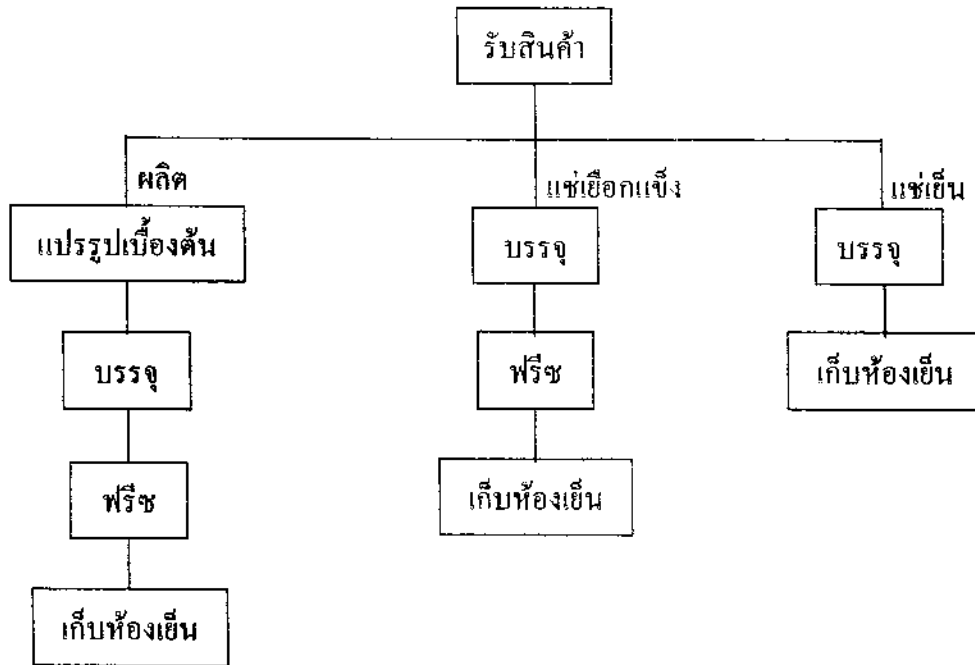 รับสินค้า
ผลิต
แช่เยือกแข็ง
แช่เย็น
แปรรูปเบื้องต้น
บรรจุ
บรรจุ
บรรจุ
ฟรีซ
ฟรีซ
เก็บห้องเย็น
เก็บห้องเย็น
เก็บห้องเย็น